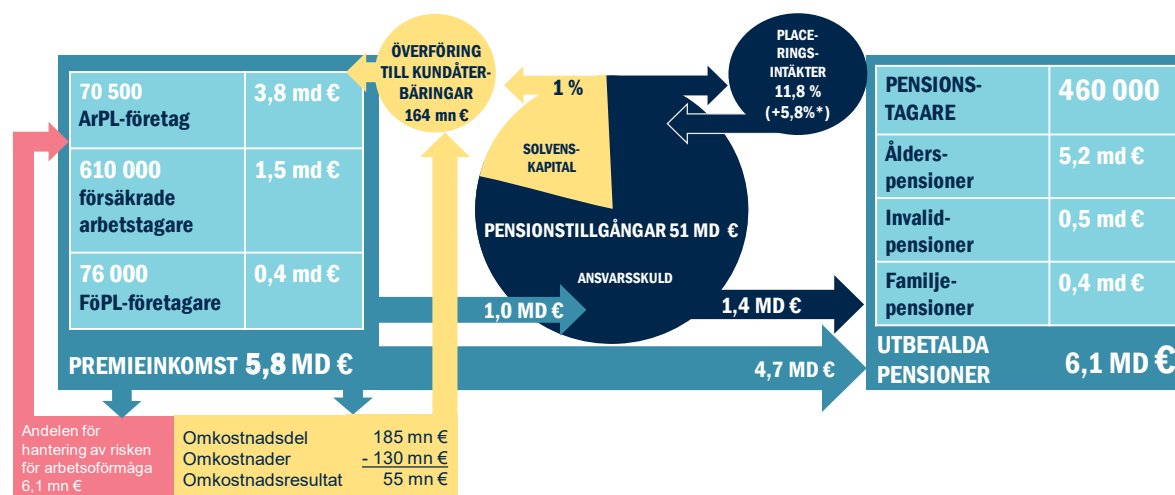 70 500
ArPL-företag
3,8 md €
610 000
försäkrade
arbetstagare
1,5 md €
76 000
FöPL-företagare
0,4 md €
PREMIEINKOMST 5,8 MD €
Andelen för
hantering av risken
för arbetsoförmåga
6,1 mn €
Omkostnadsdel 185 mn €
Omkostnader - 130 mn €
Omkostnadsresultat 55 mn €
ÖVERFÖRING
TILL KUNDÅTER-
BÄRINGAR
164 mn €
1 %
SOLVENS-
KAPITAL
PENSIONSTILLGÅNGAR 51 MD €
ANSVARSSKULD
PLACE-
RINGS-
INTÄKTER
11,8 %
(+5,8%*)
1,0 MD €
1,4 MD €
4,7 MD €
PENSIONS-
TAGARE
460 000
Ålders-
pensioner
5,2 md €
Invalid-
pensioner
0,5 md €
Familje-
pensioner
0,4 md €
UTBETALDA
PENSIONER
6,1 MD €